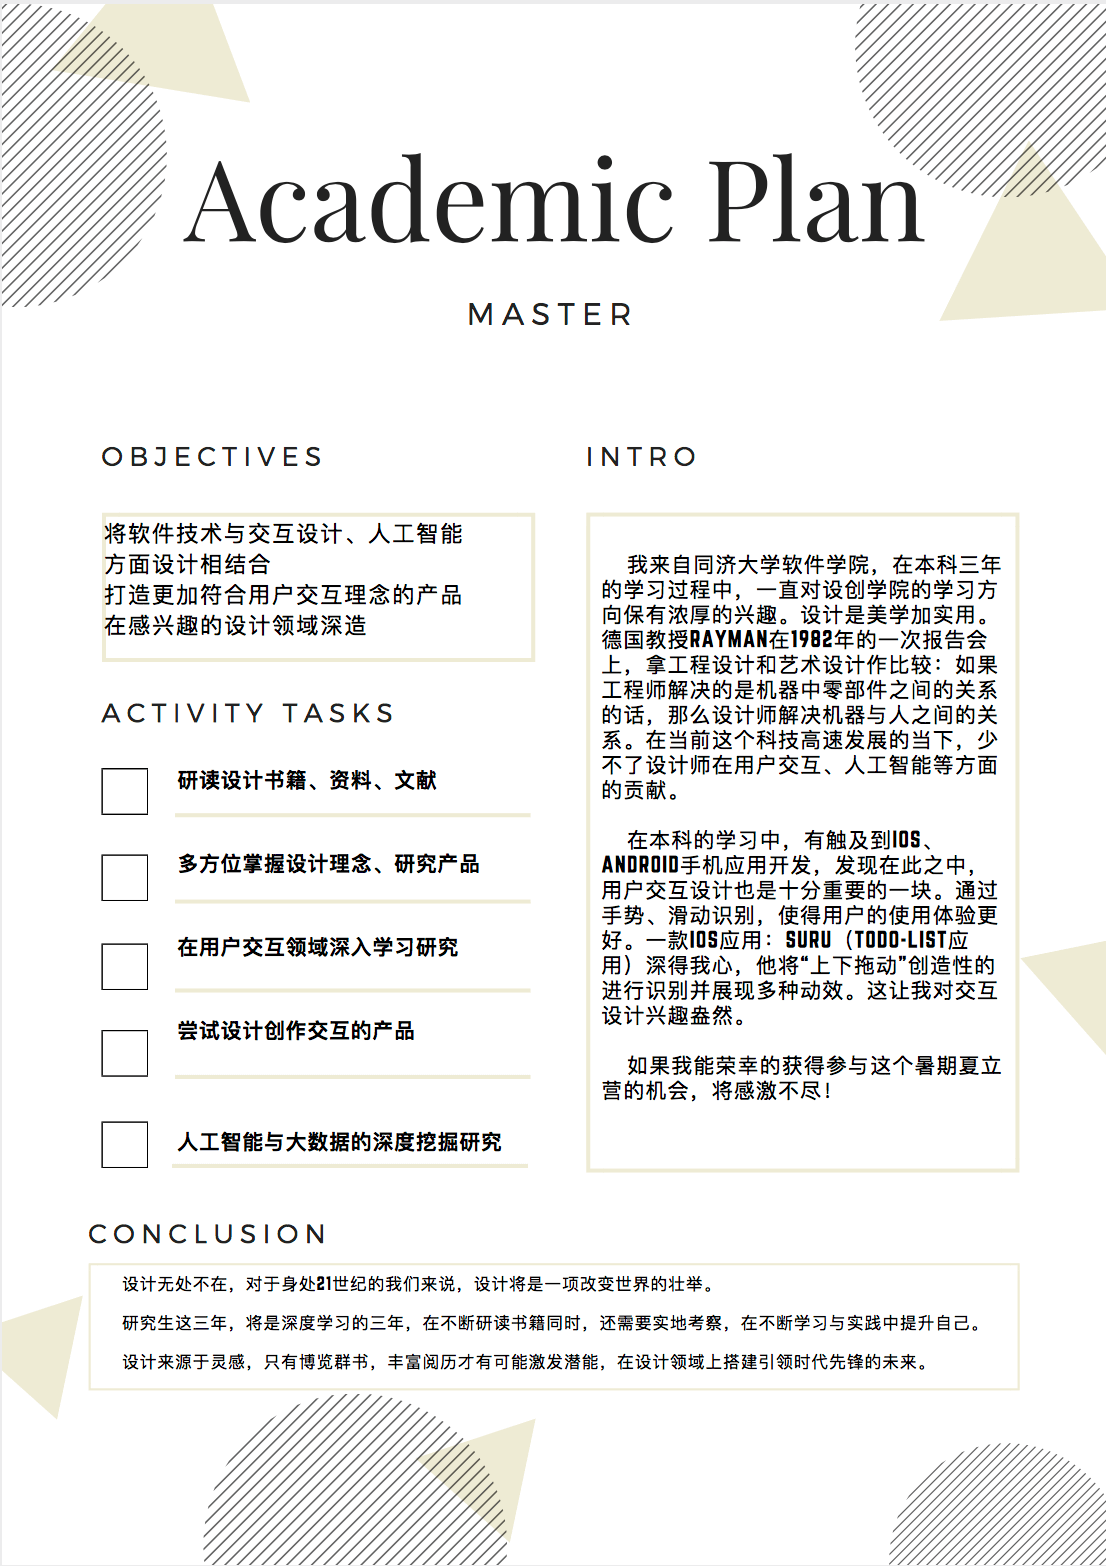 Academic Plan
MASTER
OBJECTIVES
将软件技术与交互设计、人工智能
方面设计相结合
打造更加符合用户交互理念的产品
在感兴趣的设计领域深造
ACTIVITY TASKS
研读设计书籍、资料、文献
多方位掌握设计理念、研究产品
在用户交互领域深入学习研究
尝试设计创作交互的产品
人工智能与大数据的深度挖掘研究
INTRO
我来自同济大学软件学院，在本科三年
的学习过程中，一直对设创学院的学习方
向保有浓厚的兴趣。设计是美学加实用。
德国教授RAYMAN在1982年的一次报告会
上，拿工程设计和艺术设计作比较：如果
工程师解决的是机器中零部件之间的关系
的话，那么设计师解决机器与人之间的关
系。在当前这个科技高速发展的当下，少
不了设计师在用户交互、人工智能等方面
的贡献。
在本科的学习中，有触及到IOS、
ANDROID手机应用开发，发现在此之中，
用户交互设计也是十分重要的一块。通过
手势、滑动识别，使得用户的使用体验更
好。一款IOS应用：SURU（TODO-LIST应
用）深得我心，他将“上下拖动”创造性的
进行识别并展现多种动效。这让我对交互
设计兴趣盎然。
如果我能荣幸的获得参与这个暑期夏立
营的机会，将感激不尽！
CONCLUSION
设计无处不在，对于身处21世纪的我们来说，设计将是一项改变世界的壮举。
研究生这三年，将是深度学习的三年，在不断研读书籍同时，还需要实地考察，在不断学习与实践中提升自己。
设计来源于灵感，只有博览群书，丰富阅历才有可能激发潜能，在设计领域上搭建引领时代先锋的未来。